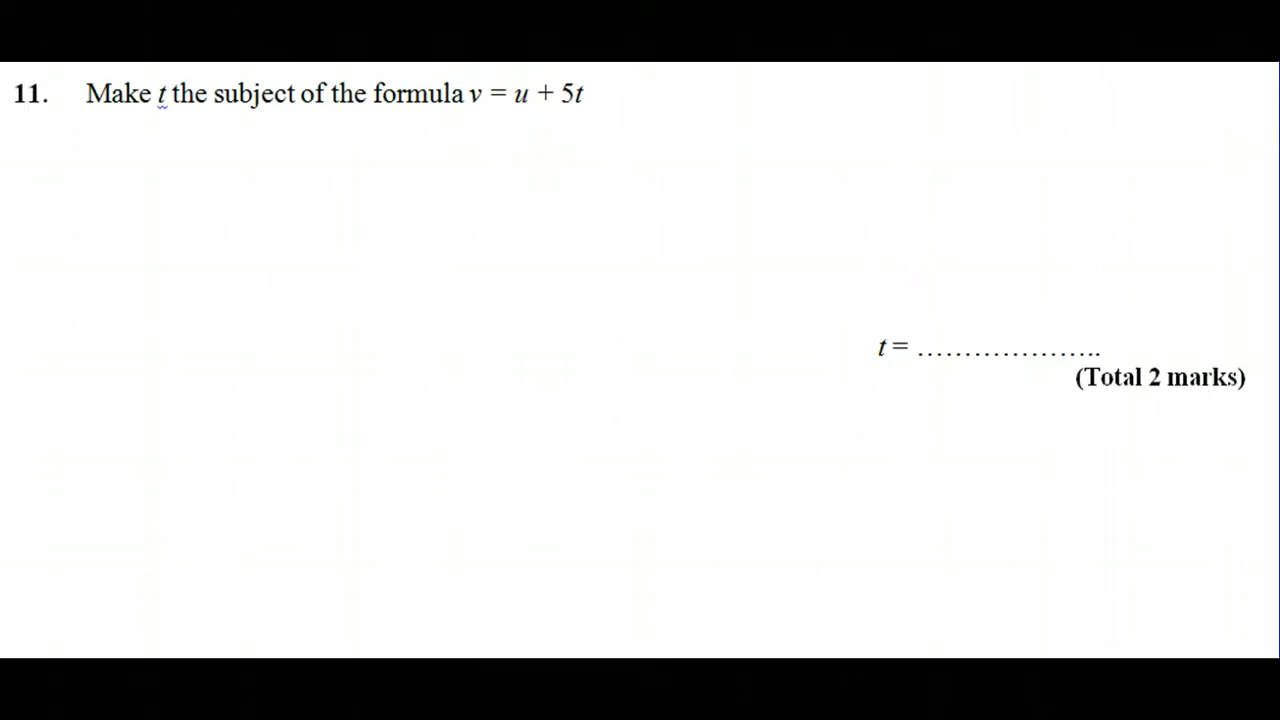 11. Make t the subject of the formula v = u + 5t
t = ………………..
(Total 2 marks)